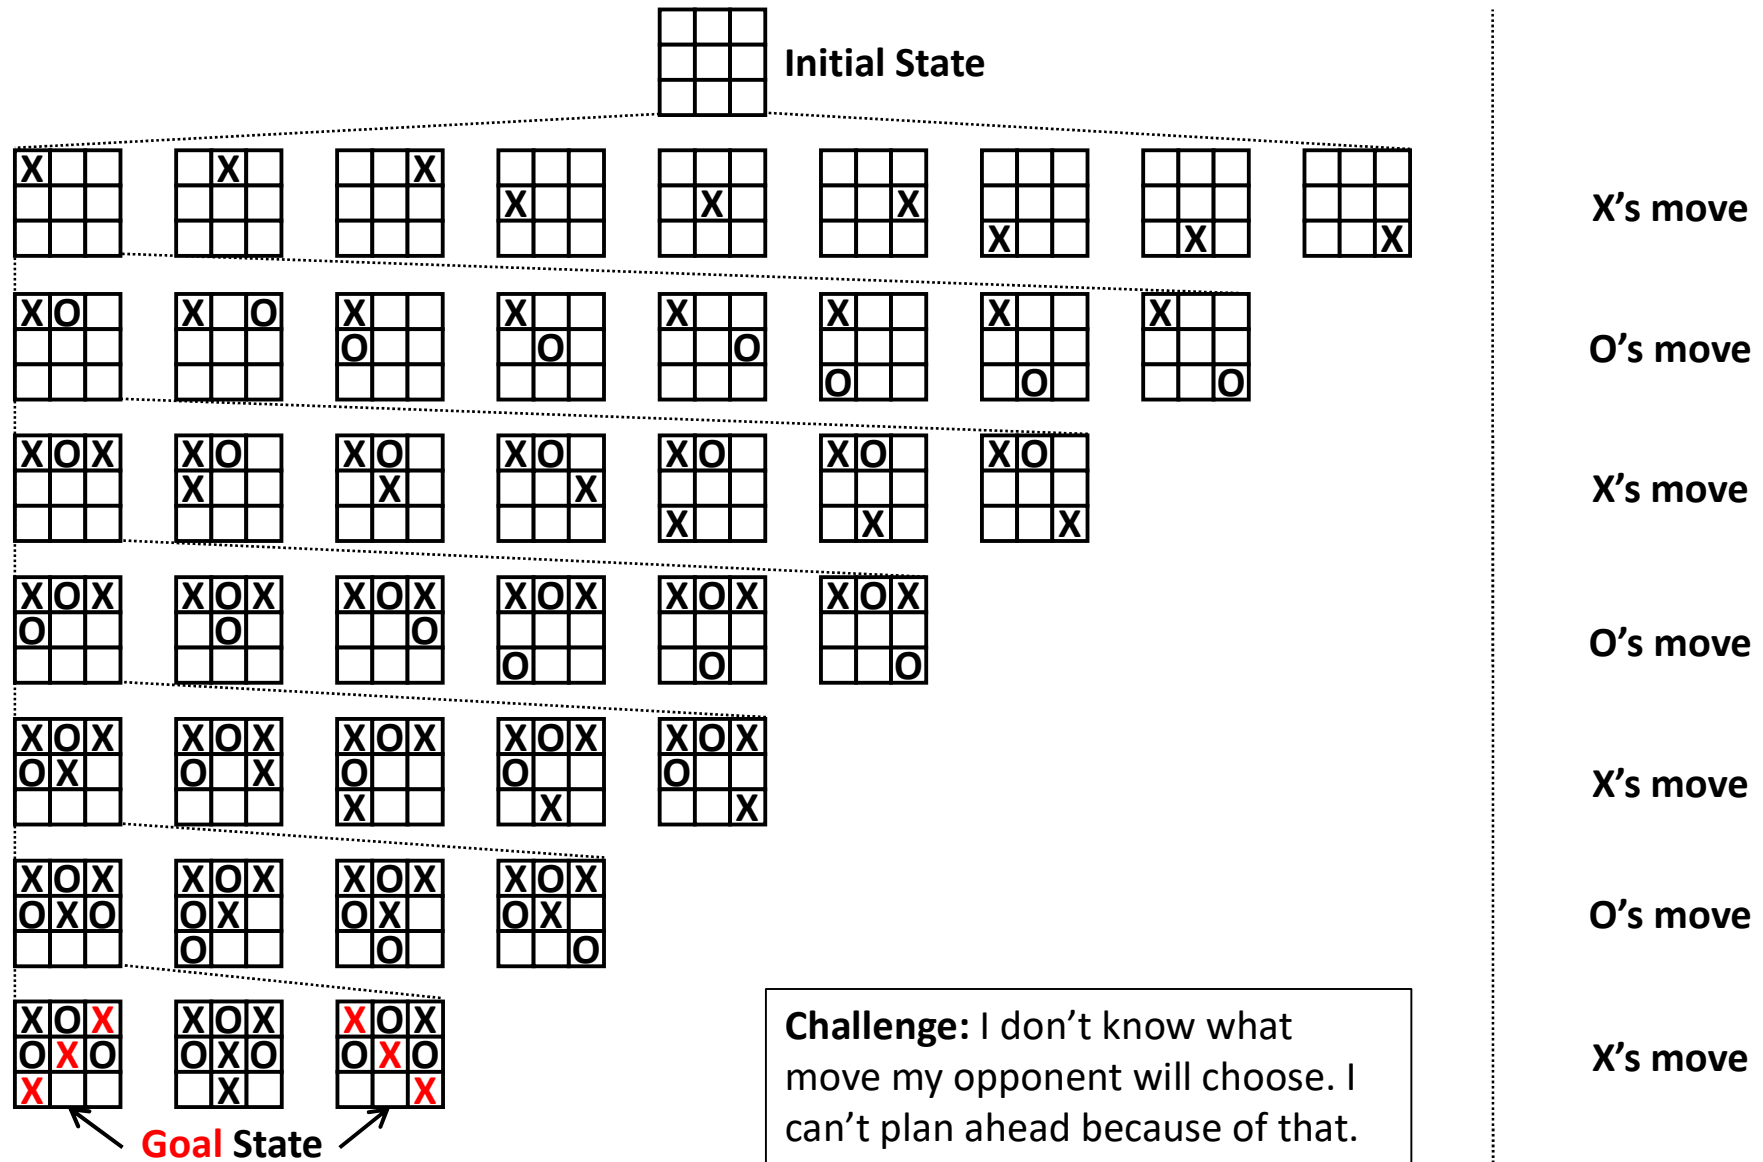 Initial State
X X X X X X X X X
X's move
X O X O X X X X X X
O O O O O O
O's move
X O X X O X O X O X O X O X O
X X X
X X X
X's move
X O X X O X X O X X O X X O X X O X
O O O
O O O
O's move
X O X X O X X O X X O X X O X
O X O X O O O
X X X
X's move
X O X X O X X O X X O X
O X O O X O X O X
O O O
O's move
X O X X O X X O X
O X O O X O O X O
X X X
X's move
Goal State
Challenge: I don’t know what
move my opponent will choose. I
can’t plan ahead because of that.